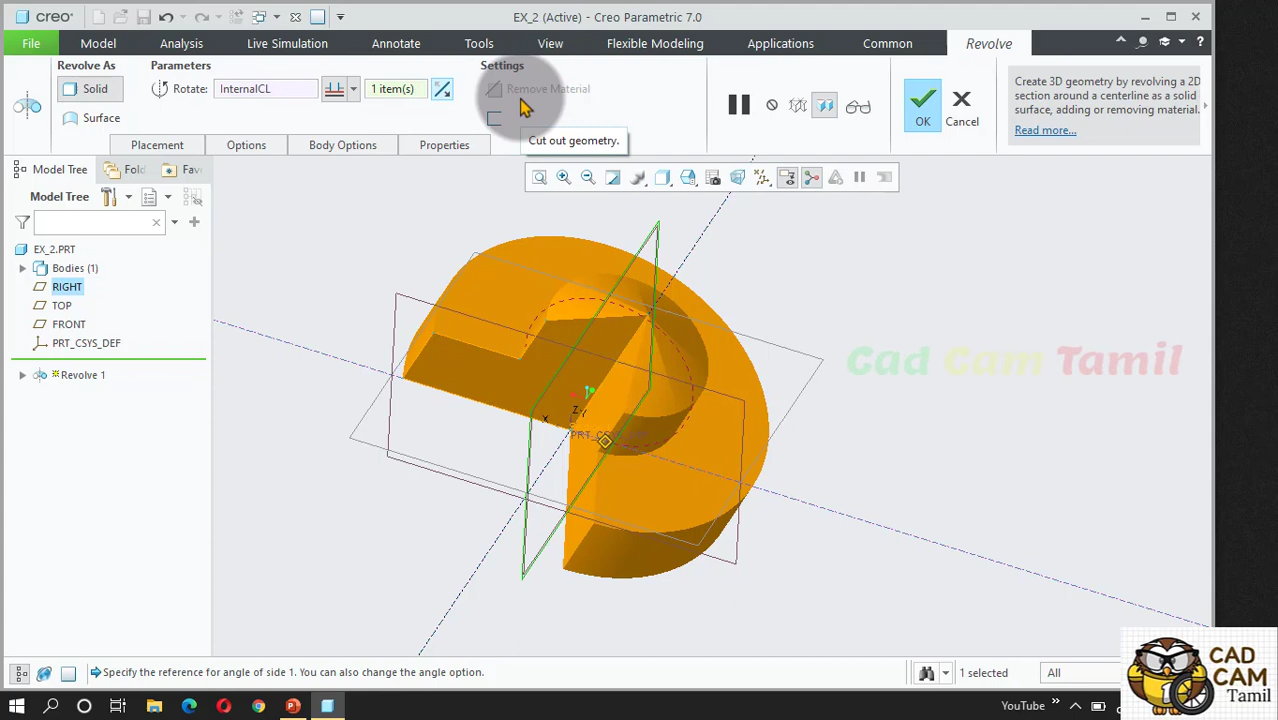 creo
EX_2 (Active) - Creo Parametric 7.0
File Model Analysis Live Simulation Annotate Tools View Flexible Modeling Applications Common Revolve
Revolve As Parameters Settings
Solid Rotate: InternalCL 1 item(s) Remove Material
Surface
Cut out geometry.
OK Cancel
Create 3D geometry by revolving a 2D
section around a centerline as a solid
surface, adding or removing material.
Read more...
Placement Options Body Options Properties
Model Tree Fold Fav
Model Tree
EX_2.PRT
Bodies (1)
RIGHT
TOP
FRONT
PRT_CSYS_DEF
Revolve 1
X Z Y
Cad Cam Tamil
Specify the reference for angle of side 1. You can also change the angle option.
1 selected All
YouTube
CAD
CAM
Tamil